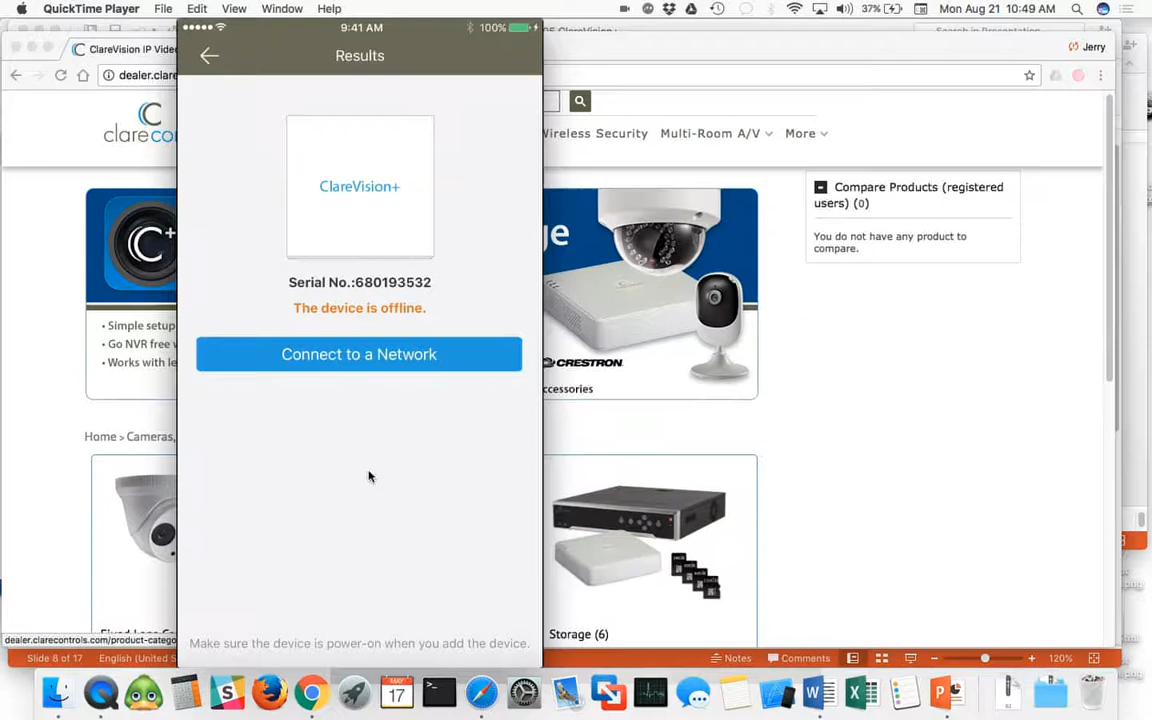 QuickTime Player File Edit View Window Help
37% Mon Aug 21 10:49 AM
9:41 AM
100%
Results
ClareVision IP Vide
Jerry
dealer.clare
clarecon
Wireless Security Multi-Room A/V More
ClareVision+
Compare Products (registered
users) (0)
You do not have any product to
compare.
ge
Serial No.:680193532
The device is offline.
Connect to a Network
• Simple setup
• Go NVR free
• Works with le
CRESTRON
ccessories
Home > Cameras,
Storage (6)
Make sure the device is power-on when you add the device.
dealer.clarecontrols.com/product-catego
Slide 8 of 17 English (United S
Notes Comments 120%
MAY
17